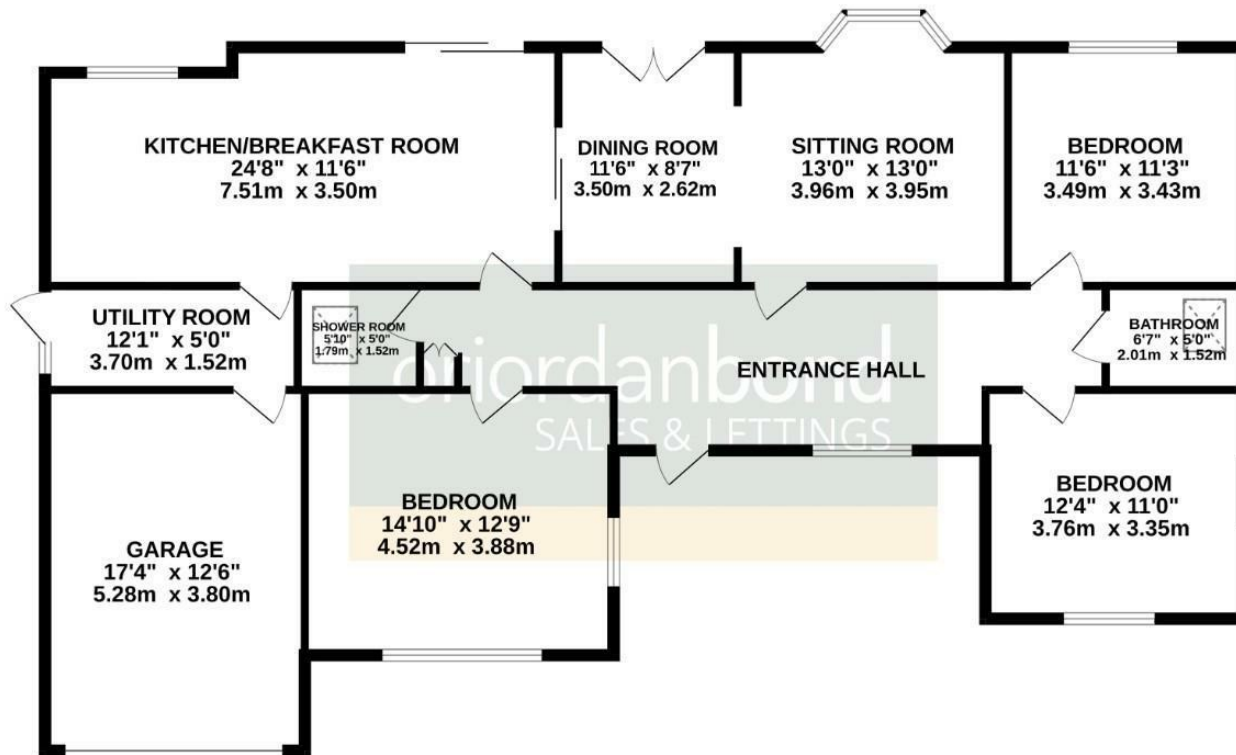 KITCHEN/BREAKFAST ROOM
24'8" x 11'6"
7.51m x 3.50m
DINING ROOM
11'6" x 8'7"
3.50m x 2.62m
SITTING ROOM
13'0" x 13'0"
3.96m x 3.95m
BEDROOM
11'6" x 11'3"
3.49m x 3.43m
UTILITY ROOM
12'1" x 5'0"
3.70m x 1.52m
SHOWER ROOM
5'10" x 5'0"
1.79m x 1.52m
BATHROOM
6'7" x 5'0"
2.01m x 1.52m
ENTRANCE HALL
oriordanbond
SALES & LETTINGS
BEDROOM
14'10" x 12'9"
4.52m x 3.88m
BEDROOM
12'4" x 11'0"
3.76m x 3.35m
GARAGE
17'4" x 12'6"
5.28m x 3.80m